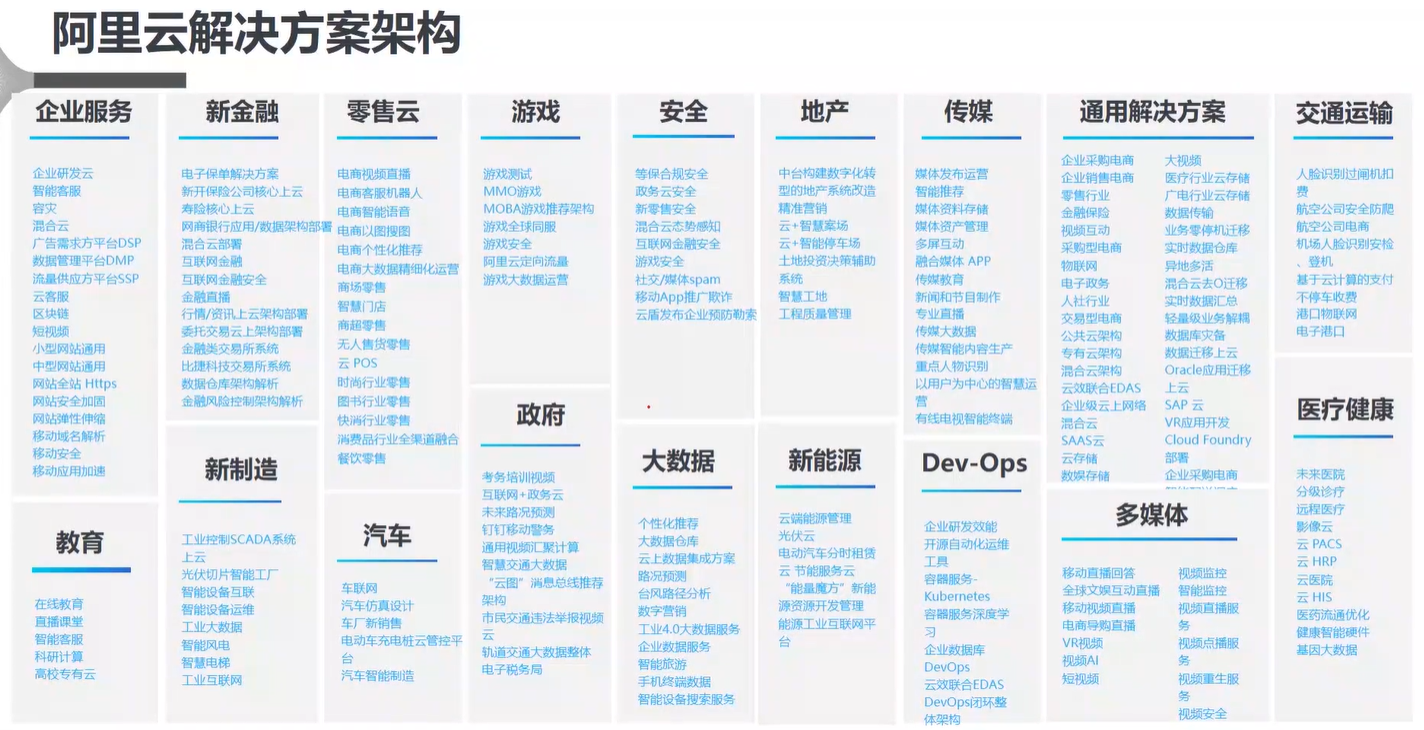 阿里云解决方案架构
企业服务
企业研发云
智能客服
容灾
混合云
广告需求方平台DSP
数据管理平台DMP
流量供应方平台SSP
云客服
区块链
短视频
小型网站通用
中型网站通用
网站全站 Https
网站安全加固
网站弹性伸缩
移动域名解析
移动安全
移动应用加速
教育
在线教育
直播课堂
智能客服
科研计算
高校专有云
新金融
电子保单解决方案
新开保险公司核心上云
寿险核心上云
网商银行应用/数据架构部署
混合云部署
互联网金融
互联网金融安全
金融直播
行情/资讯上云架构部署
委托交易云上架构部署
金融类交易所系统
比捷科技交易所系统
数据仓库架构解析
金融风险控制架构解析
新制造
工业控制SCADA系统
上云
光伏切片智能工厂
智能设备互联
智能设备运维
工业大数据
智能风电
智慧电梯
工业互联网
零售云
电商视频直播
电商客服机器人
电商智能语音
电商以图搜图
电商个性化推荐
电商大数据精细化运营
商场零售
智慧门店
商超零售
无人售货零售
云 POS
时尚行业零售
图书行业零售
快消行业零售
消费品行业全渠道融合
餐饮零售
汽车
车联网
汽车仿真设计
车厂新销售
电动车充电桩云管控平
台
汽车智能制造
游戏
游戏测试
MMO游戏
MOBA游戏推荐架构
游戏全球同服
游戏安全
阿里云定向流量
游戏大数据运营
政府
考务培训视频
互联网+政务云
未来路况预测
钉钉移动警务
通用视频汇聚计算
智慧交通大数据
“云图”消息总线推荐
架构
市民交通违法举报视频
云
轨道交通大数据整体
电子税务局
安全
等保合规安全
政务云安全
新零售安全
混合云态势感知
互联网金融安全
游戏安全
社交/媒体spam
移动App推广欺诈
云盾发布企业预防勒索
大数据
个性化推荐
大数据仓库
云上数据集成方案
路况预测
台风路径分析
数字营销
工业4.0大数据服务
企业数据服务
智能旅游
手机终端数据
智能设备搜索服务
地产
中台构建数字化转
型的地产系统改造
精准营销
云+智慧案场
云+智能停车场
土地投资决策辅助
系统
智慧工地
工程质量管理
新能源
云端能源管理
光伏云
电动汽车分时租赁
云 节能服务云
“能量魔方”新能
源资源开发管理
能源工业互联网平
台
传媒
媒体发布运营
智能推荐
媒体资料存储
媒体资产管理
多屏互动
融合媒体 APP
传媒教育
新闻和节目制作
专业直播
传媒大数据
传媒智能内容生产
重点人物识别
以用户为中心的智慧运
营
有线电视智能终端
Dev-Ops
企业研发效能
开源自动化运维
工具
容器服务-
Kubernetes
容器服务深度学
习
企业数据库
DevOps
云效联合EDAS
DevOps闭环整
体架构
通用解决方案
企业采购电商
企业销售电商
零售行业
金融保险
视频互动
采购型电商
物联网
电子政务
人社行业
交易型电商
公共云架构
专有云架构
混合云架构
云效联合EDAS
企业级云上网络
混合云
SAAS云
云存储
数娱存储
大视频
医疗行业云存储
广电行业云存储
数据传输
业务零停机迁移
实时数据仓库
异地多活
混合云去O迁移
实时数据汇总
轻量级业务解耦
数据库灾备
数据迁移上云
Oracle应用迁移
上云
SAP 云
VR应用开发
Cloud Foundry
部署
企业采购电商
多媒体
移动直播回答
全球文娱互动直播
移动视频直播
电商导购直播
VR视频
视频AI
短视频
视频监控
智能监控
视频直播服
务
视频点播服
务
视频重生服
务
视频安全
交通运输
人脸识别过闸机扣
费
航空公司安全防爬
航空公司电商
机场人脸识别安检
、登机
基于云计算的支付
不停车收费
港口物联网
电子港口
医疗健康
未来医院
分级诊疗
远程医疗
影像云
云 PACS
云 HRP
云医院
云 HIS
医药流通优化
健康智能硬件
基因大数据